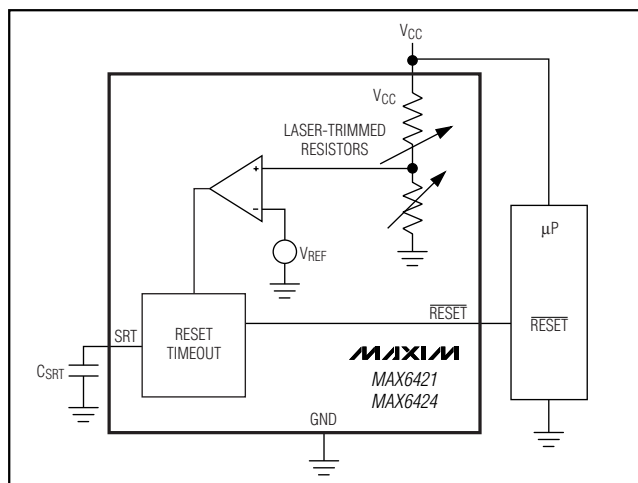 VCC
VCC
LASER-TRIMMED
RESISTORS
+
−
VREF
μP
SRT
RESET
TIMEOUT
RESET
RESET
CSRT
MAXIM
MAX6421
MAX6424
GND